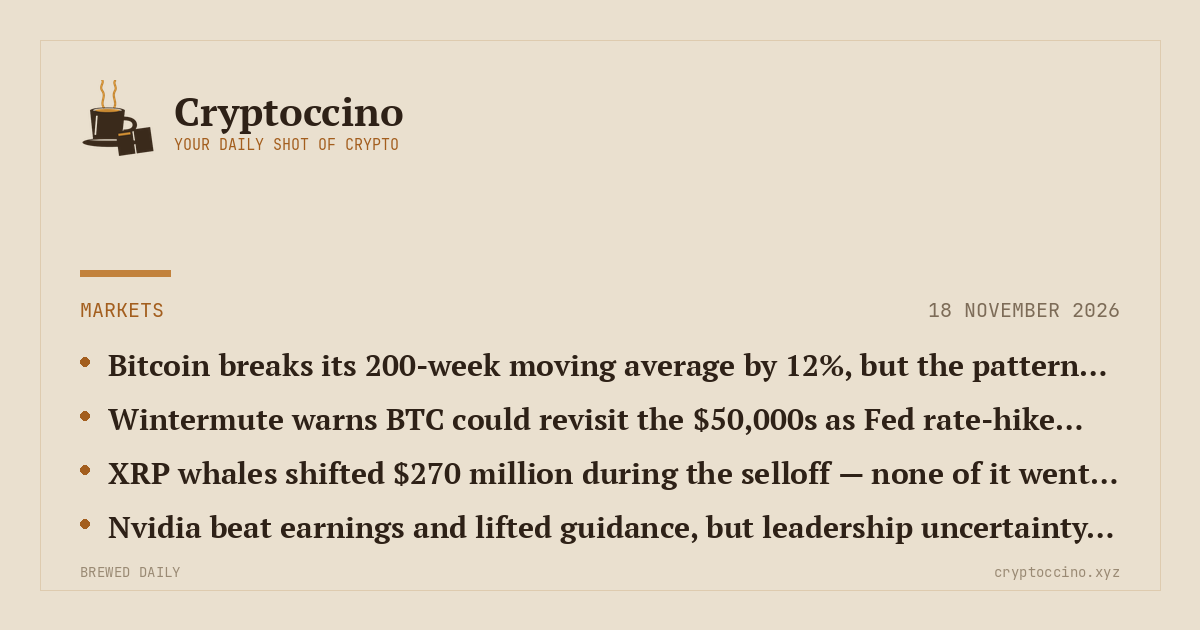 Cryptoccino
YOUR DAILY SHOT OF CRYPTO
MARKETS
18 NOVEMBER 2026
Bitcoin breaks its 200-week moving average by 12%, but the pattern...
Wintermute warns BTC could revisit the $50,000s as Fed rate-hike...
XRP whales shifted $270 million during the selloff — none of it went...
Nvidia beat earnings and lifted guidance, but leadership uncertainty...
BREWED DAILY
cryptoccino.xyz